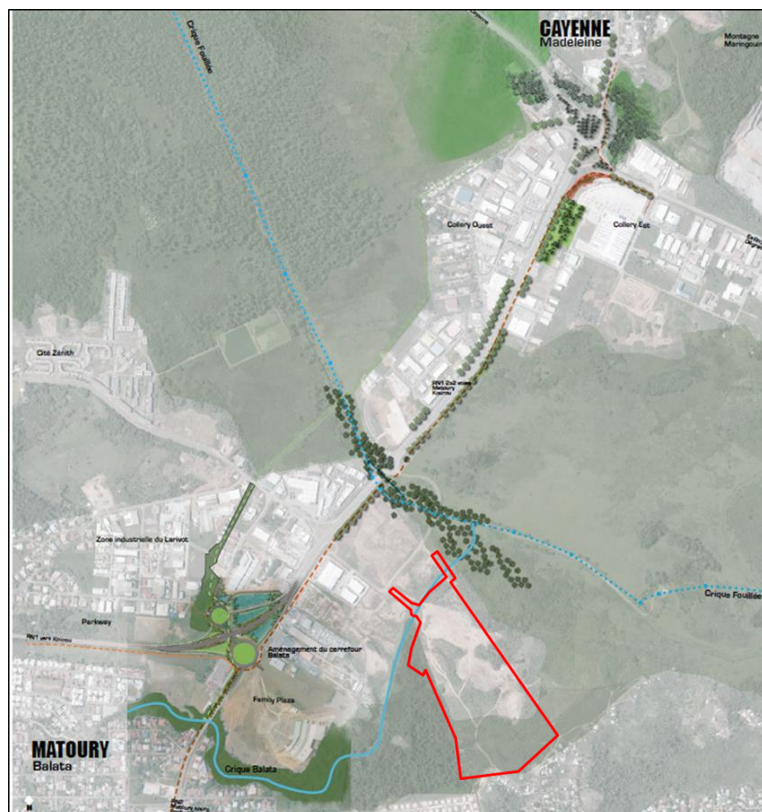 CAYENNE
Madeleine
Montagne
Crique Fouillée
Collery Ouest
Collery Est
Cité Zénith
RN1 2x2 voies
Matoury
Zone industrielle du Larivot
Crique Fouillée
Parkway
RN1 vers Kourou
Aménagement du carrefour
Balata
Family Plaza
MATOURY
Balata
Crique Balata